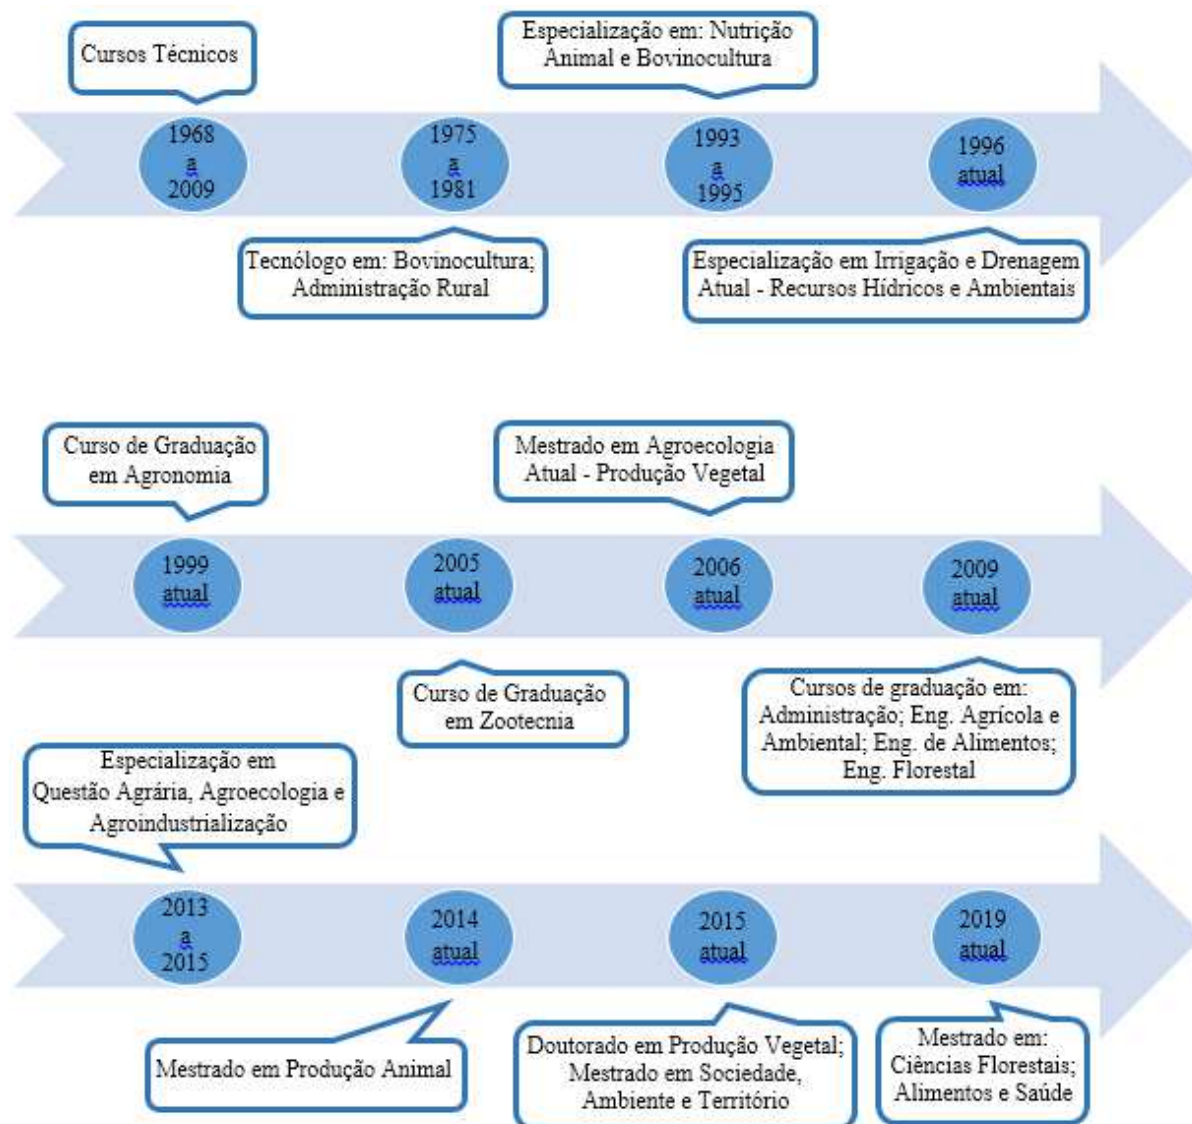 Cursos Técnicos
1968
a
2009
Tecnólogo em: Bovinocultura;
Administração Rural
1975
a
1981
Especialização em: Nutrição
Animal e Bovinocultura
1993
a
1995
Especialização em Irrigação e Drenagem
Atual - Recursos Hídricos e Ambientais
1996
atual
Curso de Graduação
em Agronomia
1999
atual
Curso de Graduação
em Zootecnia
2005
atual
Mestrado em Agroecologia
Atual - Produção Vegetal
2006
atual
Cursos de graduação em:
Administração; Eng. Agrícola e
Ambiental; Eng. de Alimentos;
Eng. Florestal
2009
atual
Especialização em
Questão Agrária, Agroecologia e
Agroindustrialização
2013
a
2015
Mestrado em Produção Animal
2014
atual
Doutorado em Produção Vegetal;
Mestrado em Sociedade,
Ambiente e Território
2015
atual
Mestrado em:
Ciências Florestais;
Alimentos e Saúde
2019
atual